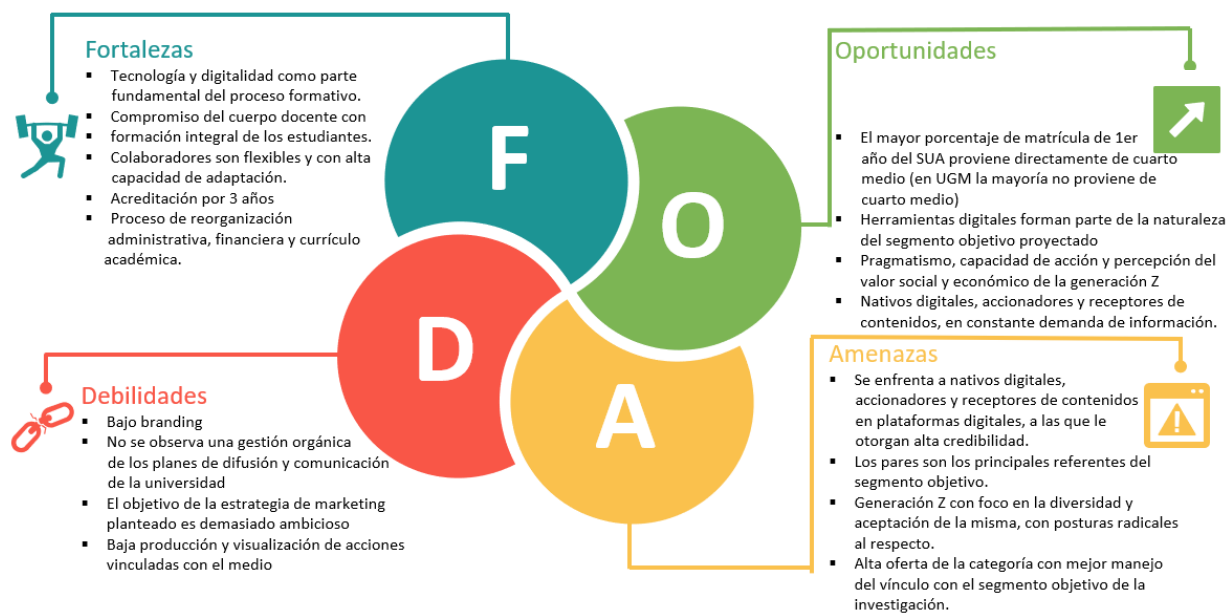 Fortalezas
▪ Tecnología y digitalidad como parte
fundamental del proceso formativo.
▪ Compromiso del cuerpo docente con
▪ formación integral de los estudiantes.
▪ Colaboradores son flexibles y con alta
capacidad de adaptación.
▪ Acreditación por 3 años
▪ Proceso de reorganización
administrativa, financiera y currículo
académica.
F
O
D
A
Oportunidades
▪ El mayor porcentaje de matrícula de 1er
año del SUA proviene directamente de cuarto
medio (en UGM la mayoría no proviene de
cuarto medio)
▪ Herramientas digitales forman parte de la naturaleza
del segmento objetivo proyectado
▪ Pragmatismo, capacidad de acción y percepción del
valor social y económico de la generación Z
▪ Nativos digitales, accionadores y receptores de
contenidos, en constante demanda de información.
Debilidades
▪ Bajo branding
▪ No se observa una gestión orgánica
de los planes de difusión y comunicación
de la universidad
▪ El objetivo de la estrategia de marketing
planteado es demasiado ambicioso
▪ Baja producción y visualización de acciones
vinculadas con el medio
Amenazas
▪ Se enfrenta a nativos digitales,
accionadores y receptores de contenidos
en plataformas digitales, a las que le
otorgan alta credibilidad.
▪ Los pares son los principales referentes del
segmento objetivo.
▪ Generación Z con foco en la diversidad y
aceptación de la misma, con posturas radicales
al respecto.
▪ Alta oferta de la categoría con mejor manejo
del vínculo con el segmento objetivo de la
investigación.